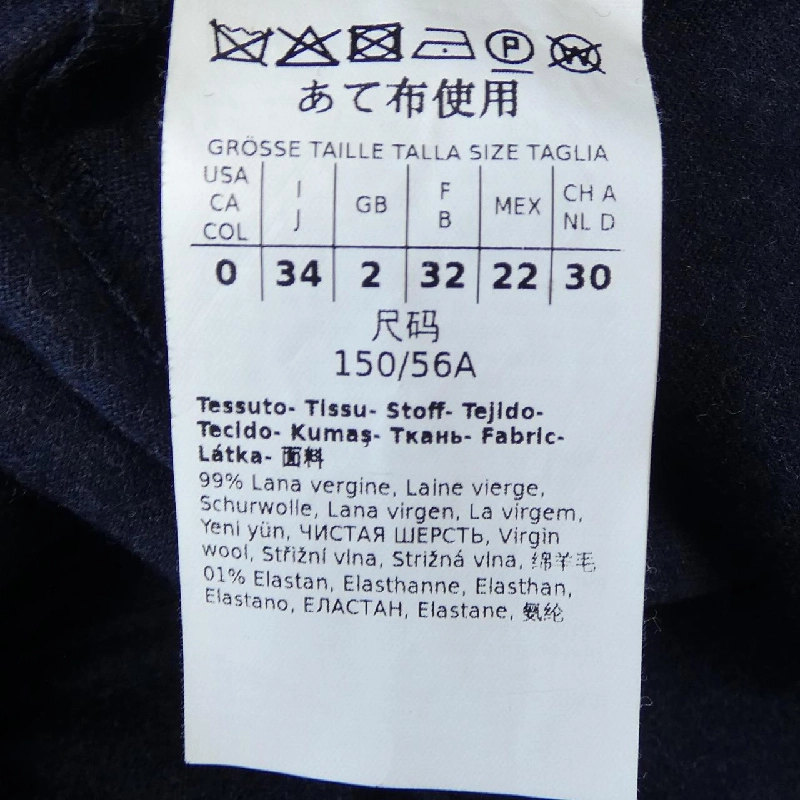 P W
あて布使用
GRÖSSE TAILLE TALLA SIZE TAGLIA
USA CA COL I J GB F B MEX CH A NL D
0 34 2 32 22 30
尺码
150/56A
Tessuto- Tissu- Stoff- Tejido-
Tecido- Kumaş- Ткань- Fabric-
Látka- 面料
99% Lana vergine, Laine vierge,
Schurwolle, Lana virgen, La virgem,
Yeni yün, ЧИСТАЯ ШЕРСТЬ, Virgin
wool, Střižní vlna, Strižná vlna, 绵羊毛
01% Elastan, Elasthanne, Elasthan,
Elastano, ЕЛАСТАН, Elastane, 氨纶